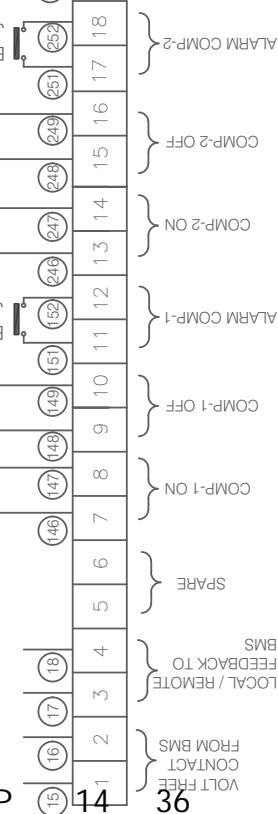 252
251
249
248
247
246
152
151
149
148
147
146
18
17
16
15
18
17
16
15
14
13
12
11
10
9
8
7
6
5
4
3
2
1
ALARM COMP-2
COMP-2 OFF
COMP-2 ON
ALARM COMP-1
COMP-1 OFF
COMP-1 ON
SPARE
LOCAL / REMOTE
FEEDBACK TO
BMS
VOLT FREE
CONTACT
FROM BMS
P 14 36